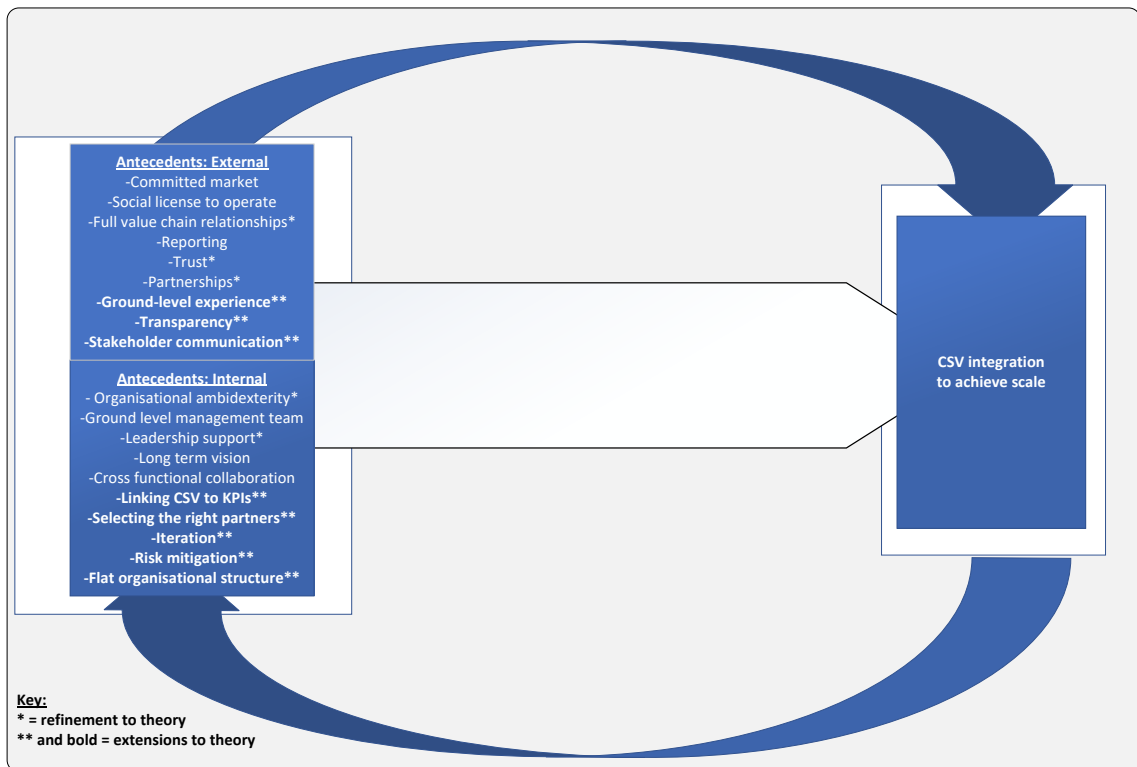 Antecedents: External
-Committed market
-Social license to operate
-Full value chain relationships*
-Reporting
-Trust*
-Partnerships*
-Ground-level experience**
-Transparency**
-Stakeholder communication**
Antecedents: Internal
- Organisational ambidexterity*
-Ground level management team
-Leadership support*
-Long term vision
-Cross functional collaboration
-Linking CSV to KPIs**
-Selecting the right partners**
-Iteration**
-Risk mitigation**
-Flat organisational structure**
CSV integration
to achieve scale
Key:
* = refinement to theory
** and bold = extensions to theory